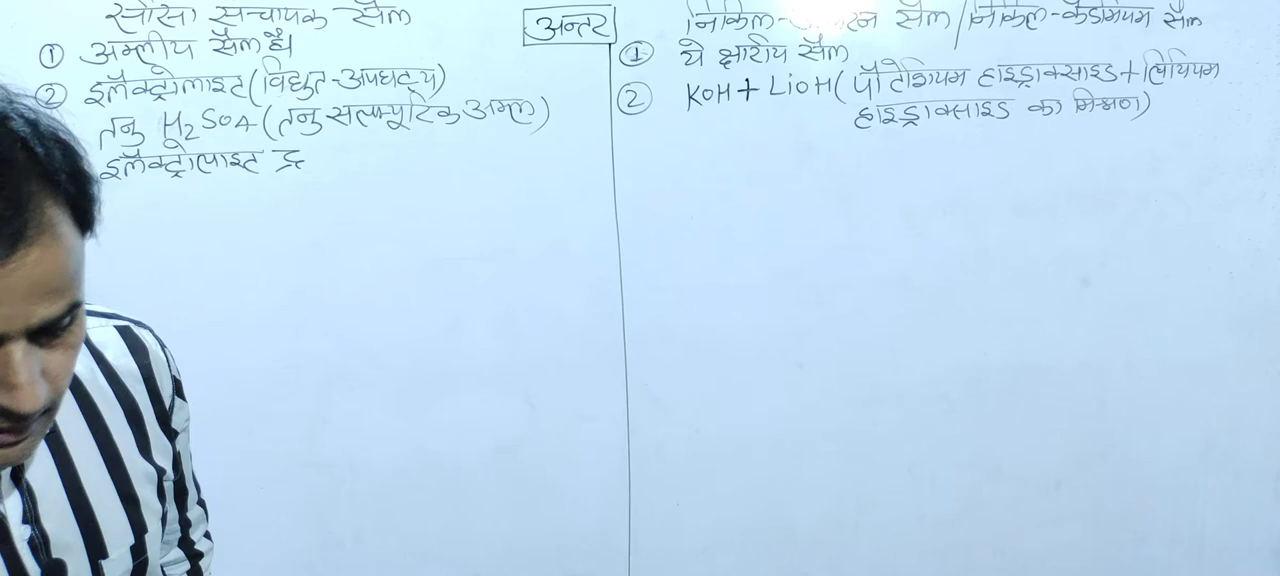 सीसा सन्चायक सैल
① अम्लीय सैल है।
② इलैक्ट्रोलाइट (विद्युत-अपघट्य)
तनु H₂SO4 (तनु सल्फ्यूरिक अम्ल)
इलैक्ट्रोलाइट द्र
अन्तर
निकिल- रन सैल / निकिल-कैडमियम सैल
① ये क्षारीय सैल
② KOH + LiOH (पोटेशियम हाइड्राक्साइड + लिथियम
हाइड्राक्साइड का मिश्रण)